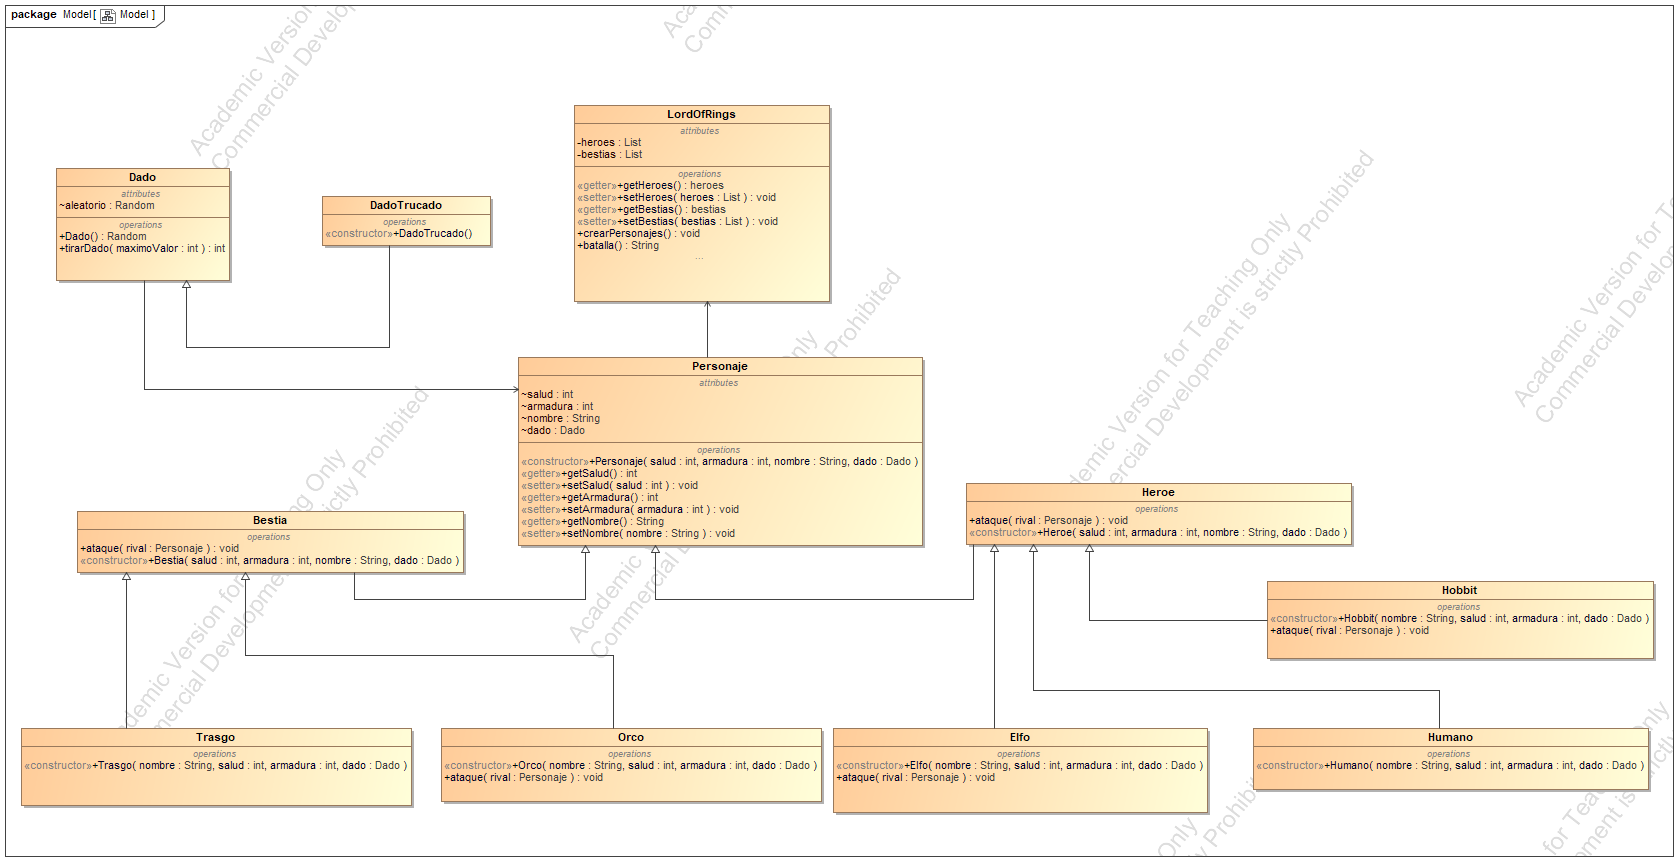 package Model[ Model ]
LordOfRings
attributes
-heroes : List
-bestias : List
operations
«getter»+getHeroes() : heroes
«setter»+setHeroes( heroes : List ) : void
«getter»+getBestias() : bestias
«setter»+setBestias( bestias : List ) : void
+crearPersonajes() : void
+batalla() : String
...
Dado
attributes
~aleatorio : Random
operations
+Dado() : Random
+tirarDado( maximoValor : int ) : int
DadoTrucado
operations
«constructor»+DadoTrucado()
Personaje
attributes
~salud : int
~armadura : int
~nombre : String
~dado : Dado
operations
«constructor»+Personaje( salud : int, armadura : int, nombre : String, dado : Dado )
«getter»+getSalud() : int
«setter»+setSalud( salud : int ) : void
«getter»+getArmadura() : int
«setter»+setArmadura( armadura : int ) : void
«getter»+getNombre() : String
«setter»+setNombre( nombre : String ) : void
Bestia
operations
+ataque( rival : Personaje ) : void
«constructor»+Bestia( salud : int, armadura : int, nombre : String, dado : Dado )
Heroe
operations
+ataque( rival : Personaje ) : void
«constructor»+Heroe( salud : int, armadura : int, nombre : String, dado : Dado )
Hobbit
operations
«constructor»+Hobbit( nombre : String, salud : int, armadura : int, dado : Dado )
+ataque( rival : Personaje ) : void
Trasgo
operations
«constructor»+Trasgo( nombre : String, salud : int, armadura : int, dado : Dado )
Orco
operations
«constructor»+Orco( nombre : String, salud : int, armadura : int, dado : Dado )
+ataque( rival : Personaje ) : void
Elfo
operations
«constructor»+Elfo( nombre : String, salud : int, armadura : int, dado : Dado )
+ataque( rival : Personaje ) : void
Humano
operations
«constructor»+Humano( nombre : String, salud : int, armadura : int, dado : Dado )
Academic Version for Teaching Only
Commercial Development is strictly Prohibited